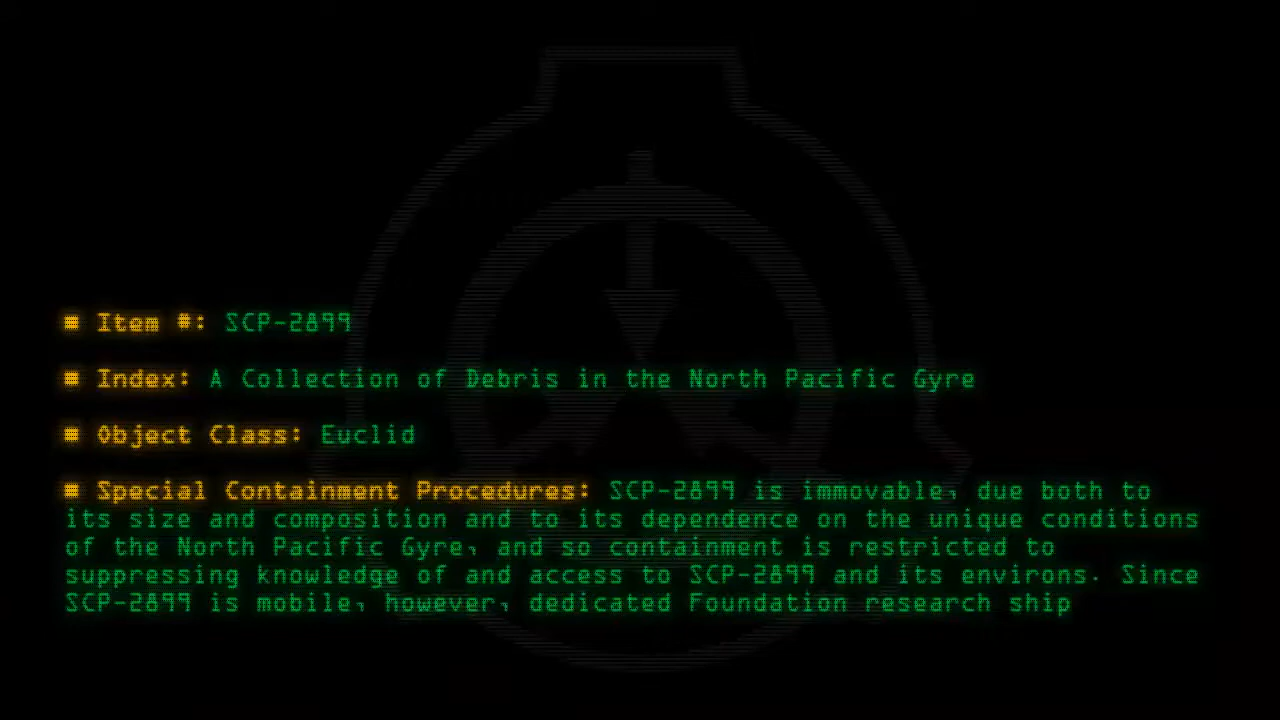 ■ Item #: SCP-2899
■ Index: A Collection of Debris in the North Pacific Gyre
■ Object Class: Euclid
■ Special Containment Procedures: SCP-2899 is immovable, due both to
its size and composition and to its dependence on the unique conditions
of the North Pacific Gyre, and so containment is restricted to
suppressing knowledge of and access to SCP-2899 and its environs. Since
SCP-2899 is mobile, however, dedicated Foundation research ship